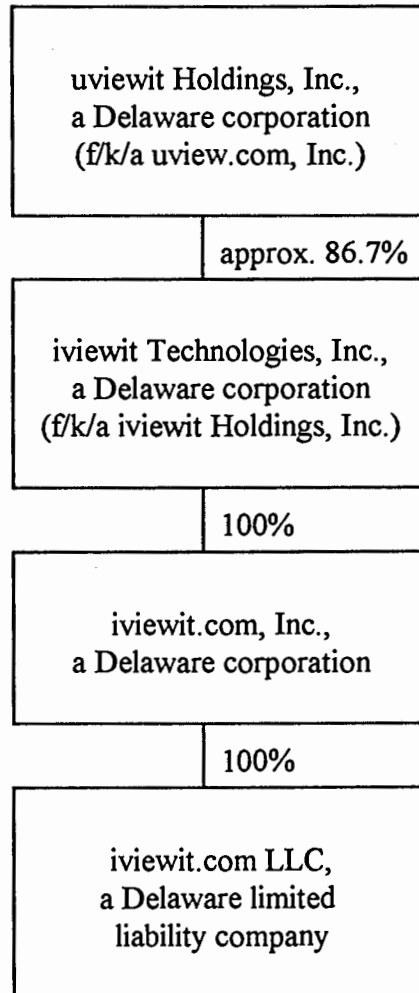 uviewit Holdings, Inc.,
a Delaware corporation
(f/k/a uview.com, Inc.)
approx. 86.7%
iviewit Technologies, Inc.,
a Delaware corporation
(f/k/a iviewit Holdings, Inc.)
100%
iviewit.com, Inc.,
a Delaware corporation
100%
iviewit.com LLC,
a Delaware limited
liability company